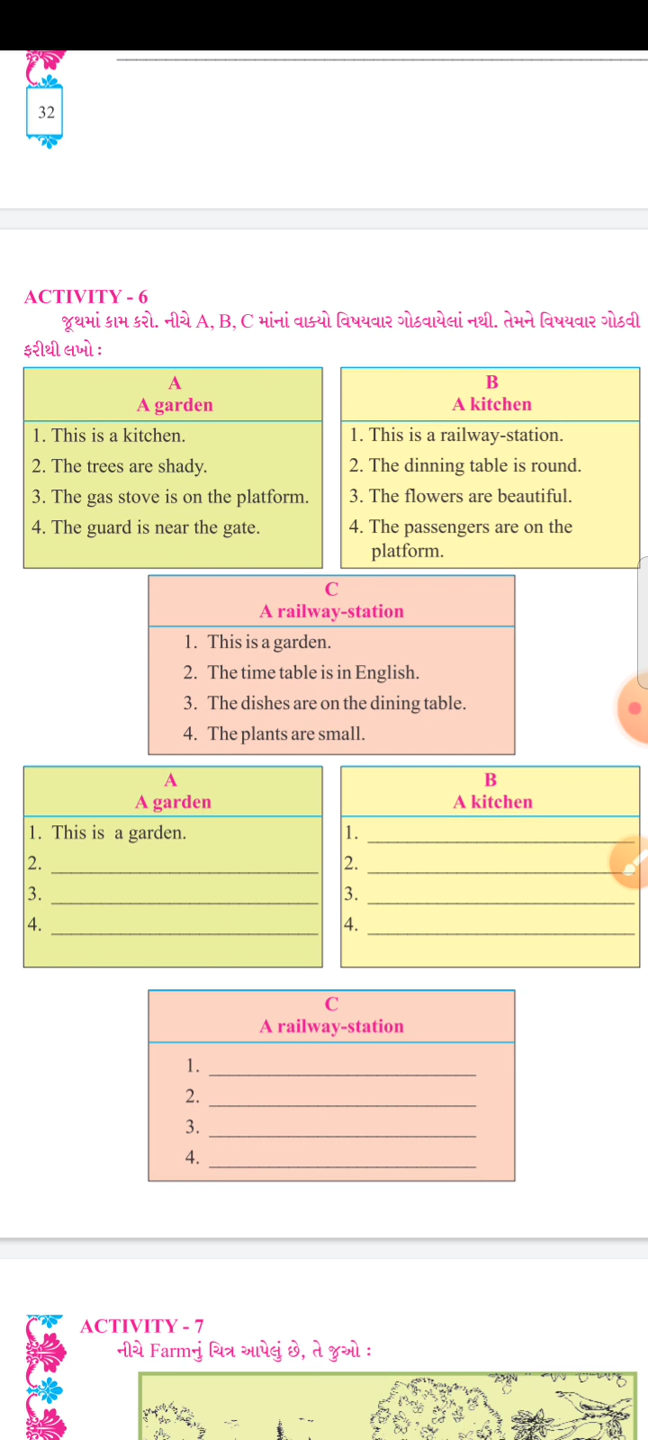 32
ACTIVITY - 6
જૂથમાં કામ કરો. નીચે A, B, C માંનાં વાક્યો વિષયવાર ગોઠવાયેલાં નથી. તેમને વિષયવાર ગોઠવી
ફરીથી લખો :
A
A garden
1. This is a kitchen.
2. The trees are shady.
3. The gas stove is on the platform.
4. The guard is near the gate.
B
A kitchen
1. This is a railway-station.
2. The dinning table is round.
3. The flowers are beautiful.
4. The passengers are on the
platform.
C
A railway-station
1. This is a garden.
2. The time table is in English.
3. The dishes are on the dining table.
4. The plants are small.
A
A garden
1. This is a garden.
2.
3.
4.
B
A kitchen
1.
2.
3.
4.
C
A railway-station
1.
2.
3.
4.
ACTIVITY - 7
નીચે Farmનું ચિત્ર આપેલું છે, તે જુઓ :